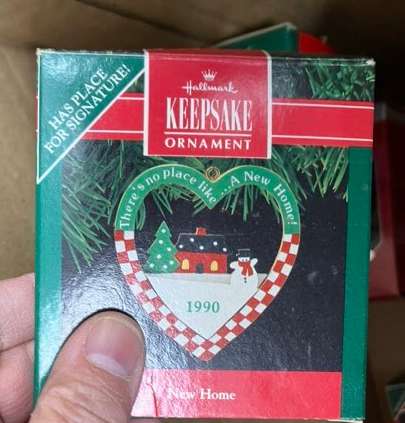 HAS PLACE
FOR SIGNATURE!
Hallmark
KEEPSAKE
ORNAMENT
There's no place like ... A New Home!
1990
New Home